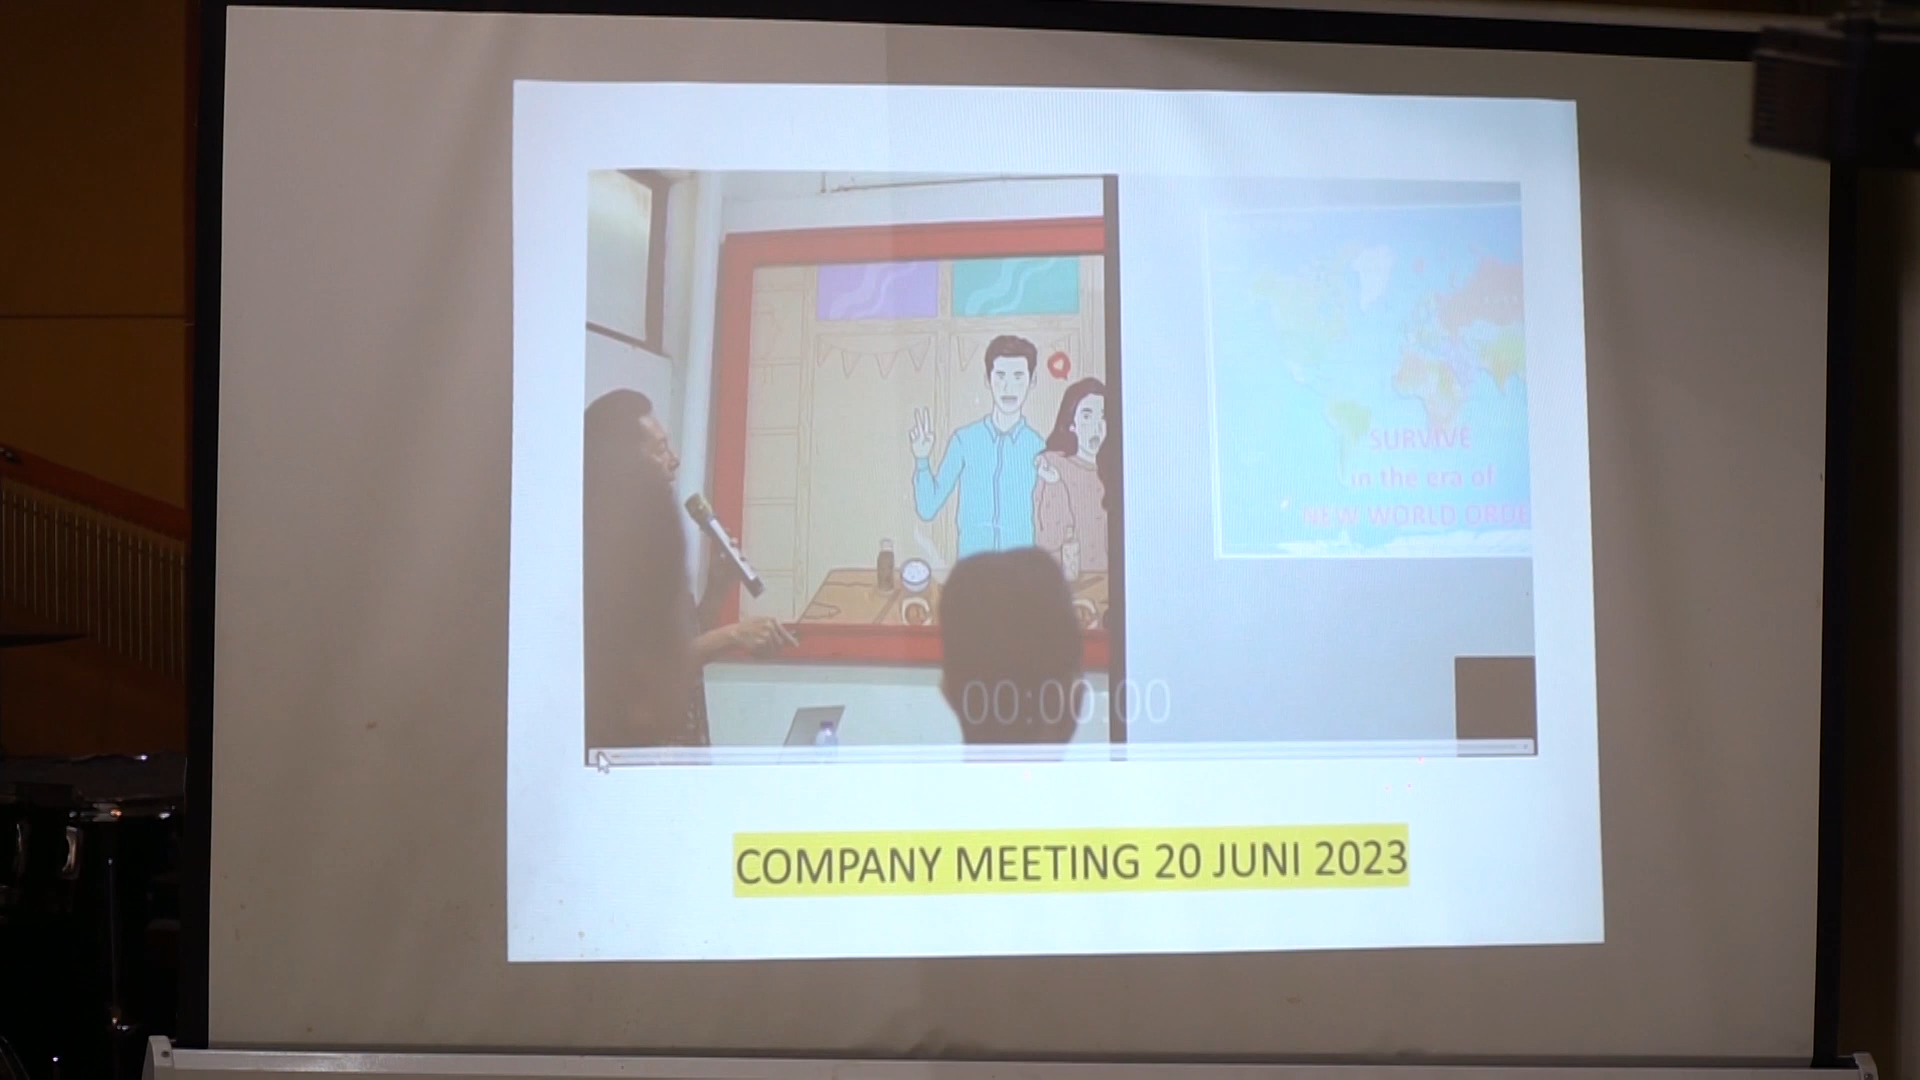 SURVIVE
in the era of
NEW WORLD ORDE
00:00:00
COMPANY MEETING 20 JUNI 2023